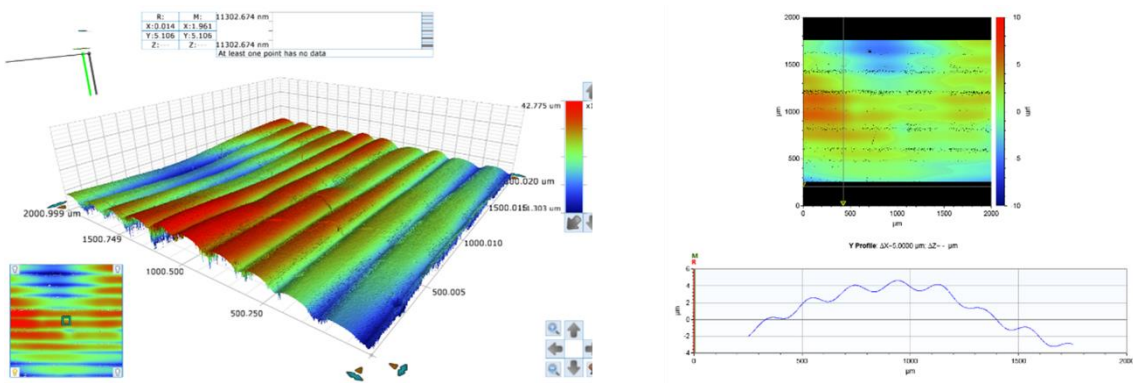 R: M: 11302.674 nm
X:0.014 X:1.961
Y:5.106 Y:5.106
Z: Z: 11302.674 nm
At least one point has no data
42.775 um
2000.999 um
1500.749
1000.500
500.250
500.005
1000.010
1500.015
2000
1500
1000
500
0
µm
0 500 1000 1500 2000
µm
10
5
0
-5
-10
µm
Y Profile: ΔX=5.0000 µm; ΔZ=- - µm
M
R
6
4
2
0
-2
-4
µm
0 500 1000 1500 2000
µm